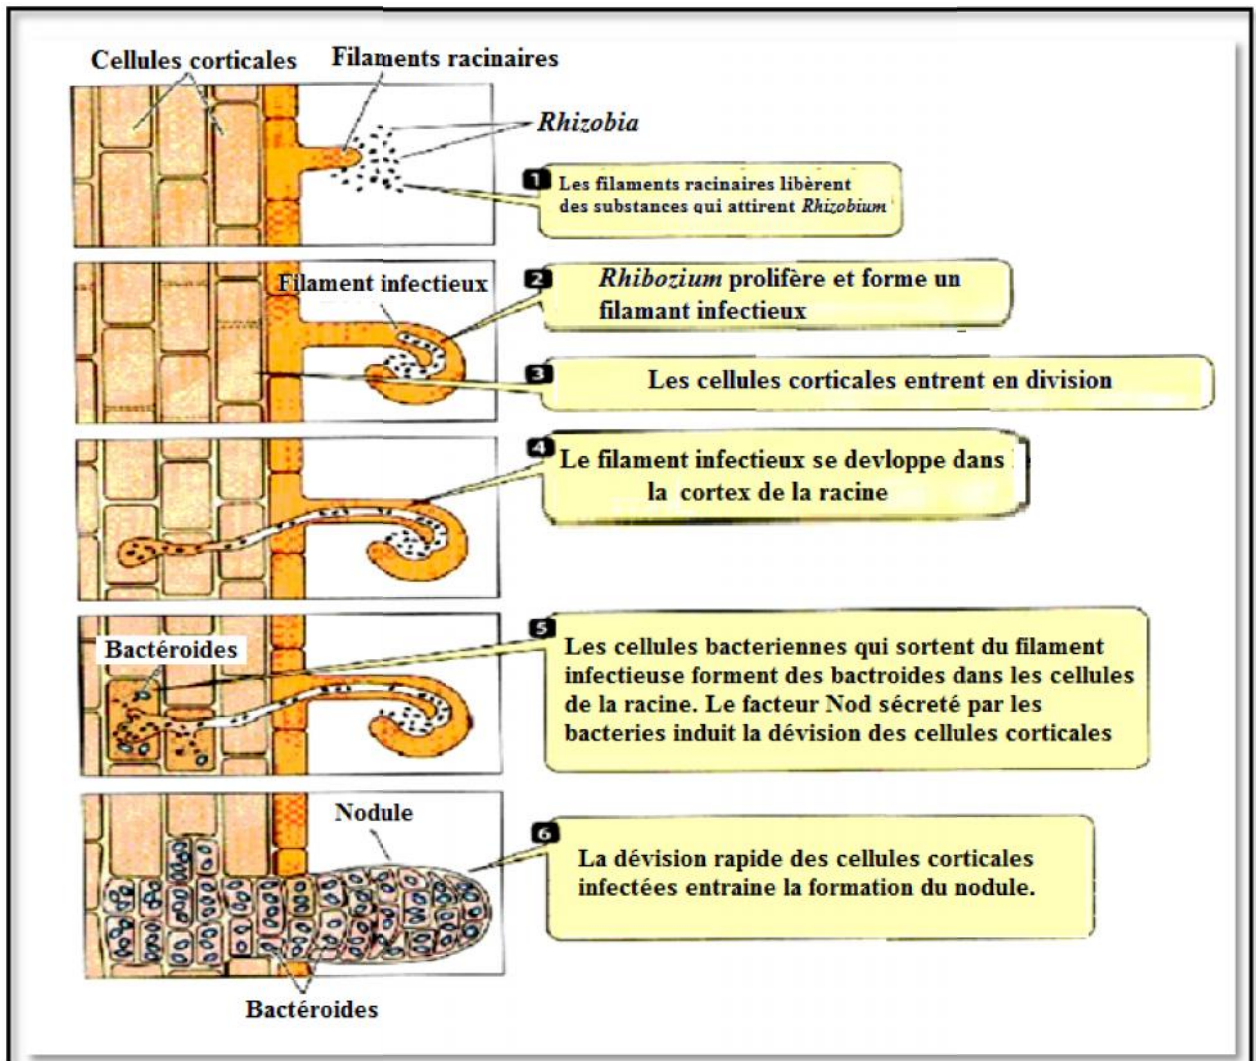 Cellules corticales
Filaments racinaires
Rhizobia
1
Les filaments racinaires libèrent
des substances qui attirent Rhizobium
Filament infectieux
2
Rhibozium prolifère et forme un
filamant infectieux
3
Les cellules corticales entrent en division
4
Le filament infectieux se devloppe dans
la cortex de la racine
Bactéroides
5
Les cellules bacteriennes qui sortent du filament
infectieuse forment des bactroides dans les cellules
de la racine. Le facteur Nod sécreté par les
bacteries induit la dévision des cellules corticales
Nodule
6
La dévision rapide des cellules corticales
infectées entraine la formation du nodule.
Bactéroides